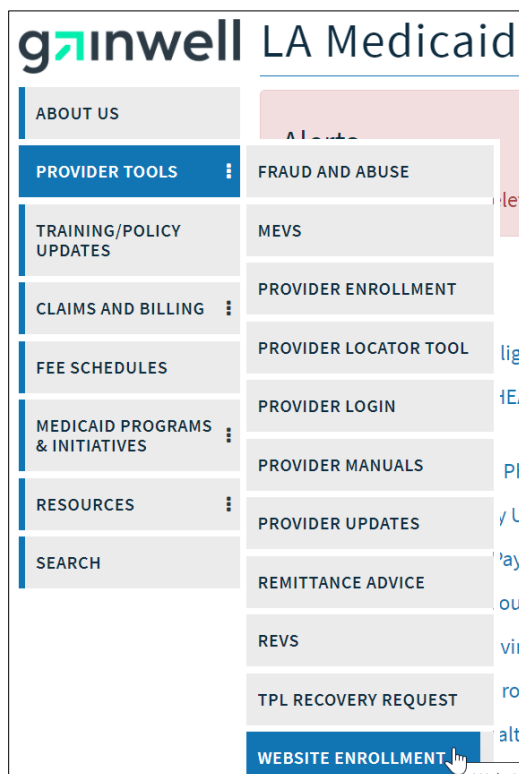 gainwell LA Medicaid
ABOUT US
PROVIDER TOOLS
TRAINING/POLICY
UPDATES
CLAIMS AND BILLING
FEE SCHEDULES
MEDICAID PROGRAMS
& INITIATIVES
RESOURCES
SEARCH
FRAUD AND ABUSE
MEVS
PROVIDER ENROLLMENT
PROVIDER LOCATOR TOOL
PROVIDER LOGIN
PROVIDER MANUALS
PROVIDER UPDATES
REMITTANCE ADVICE
REVS
TPL RECOVERY REQUEST
WEBSITE ENROLLMENT